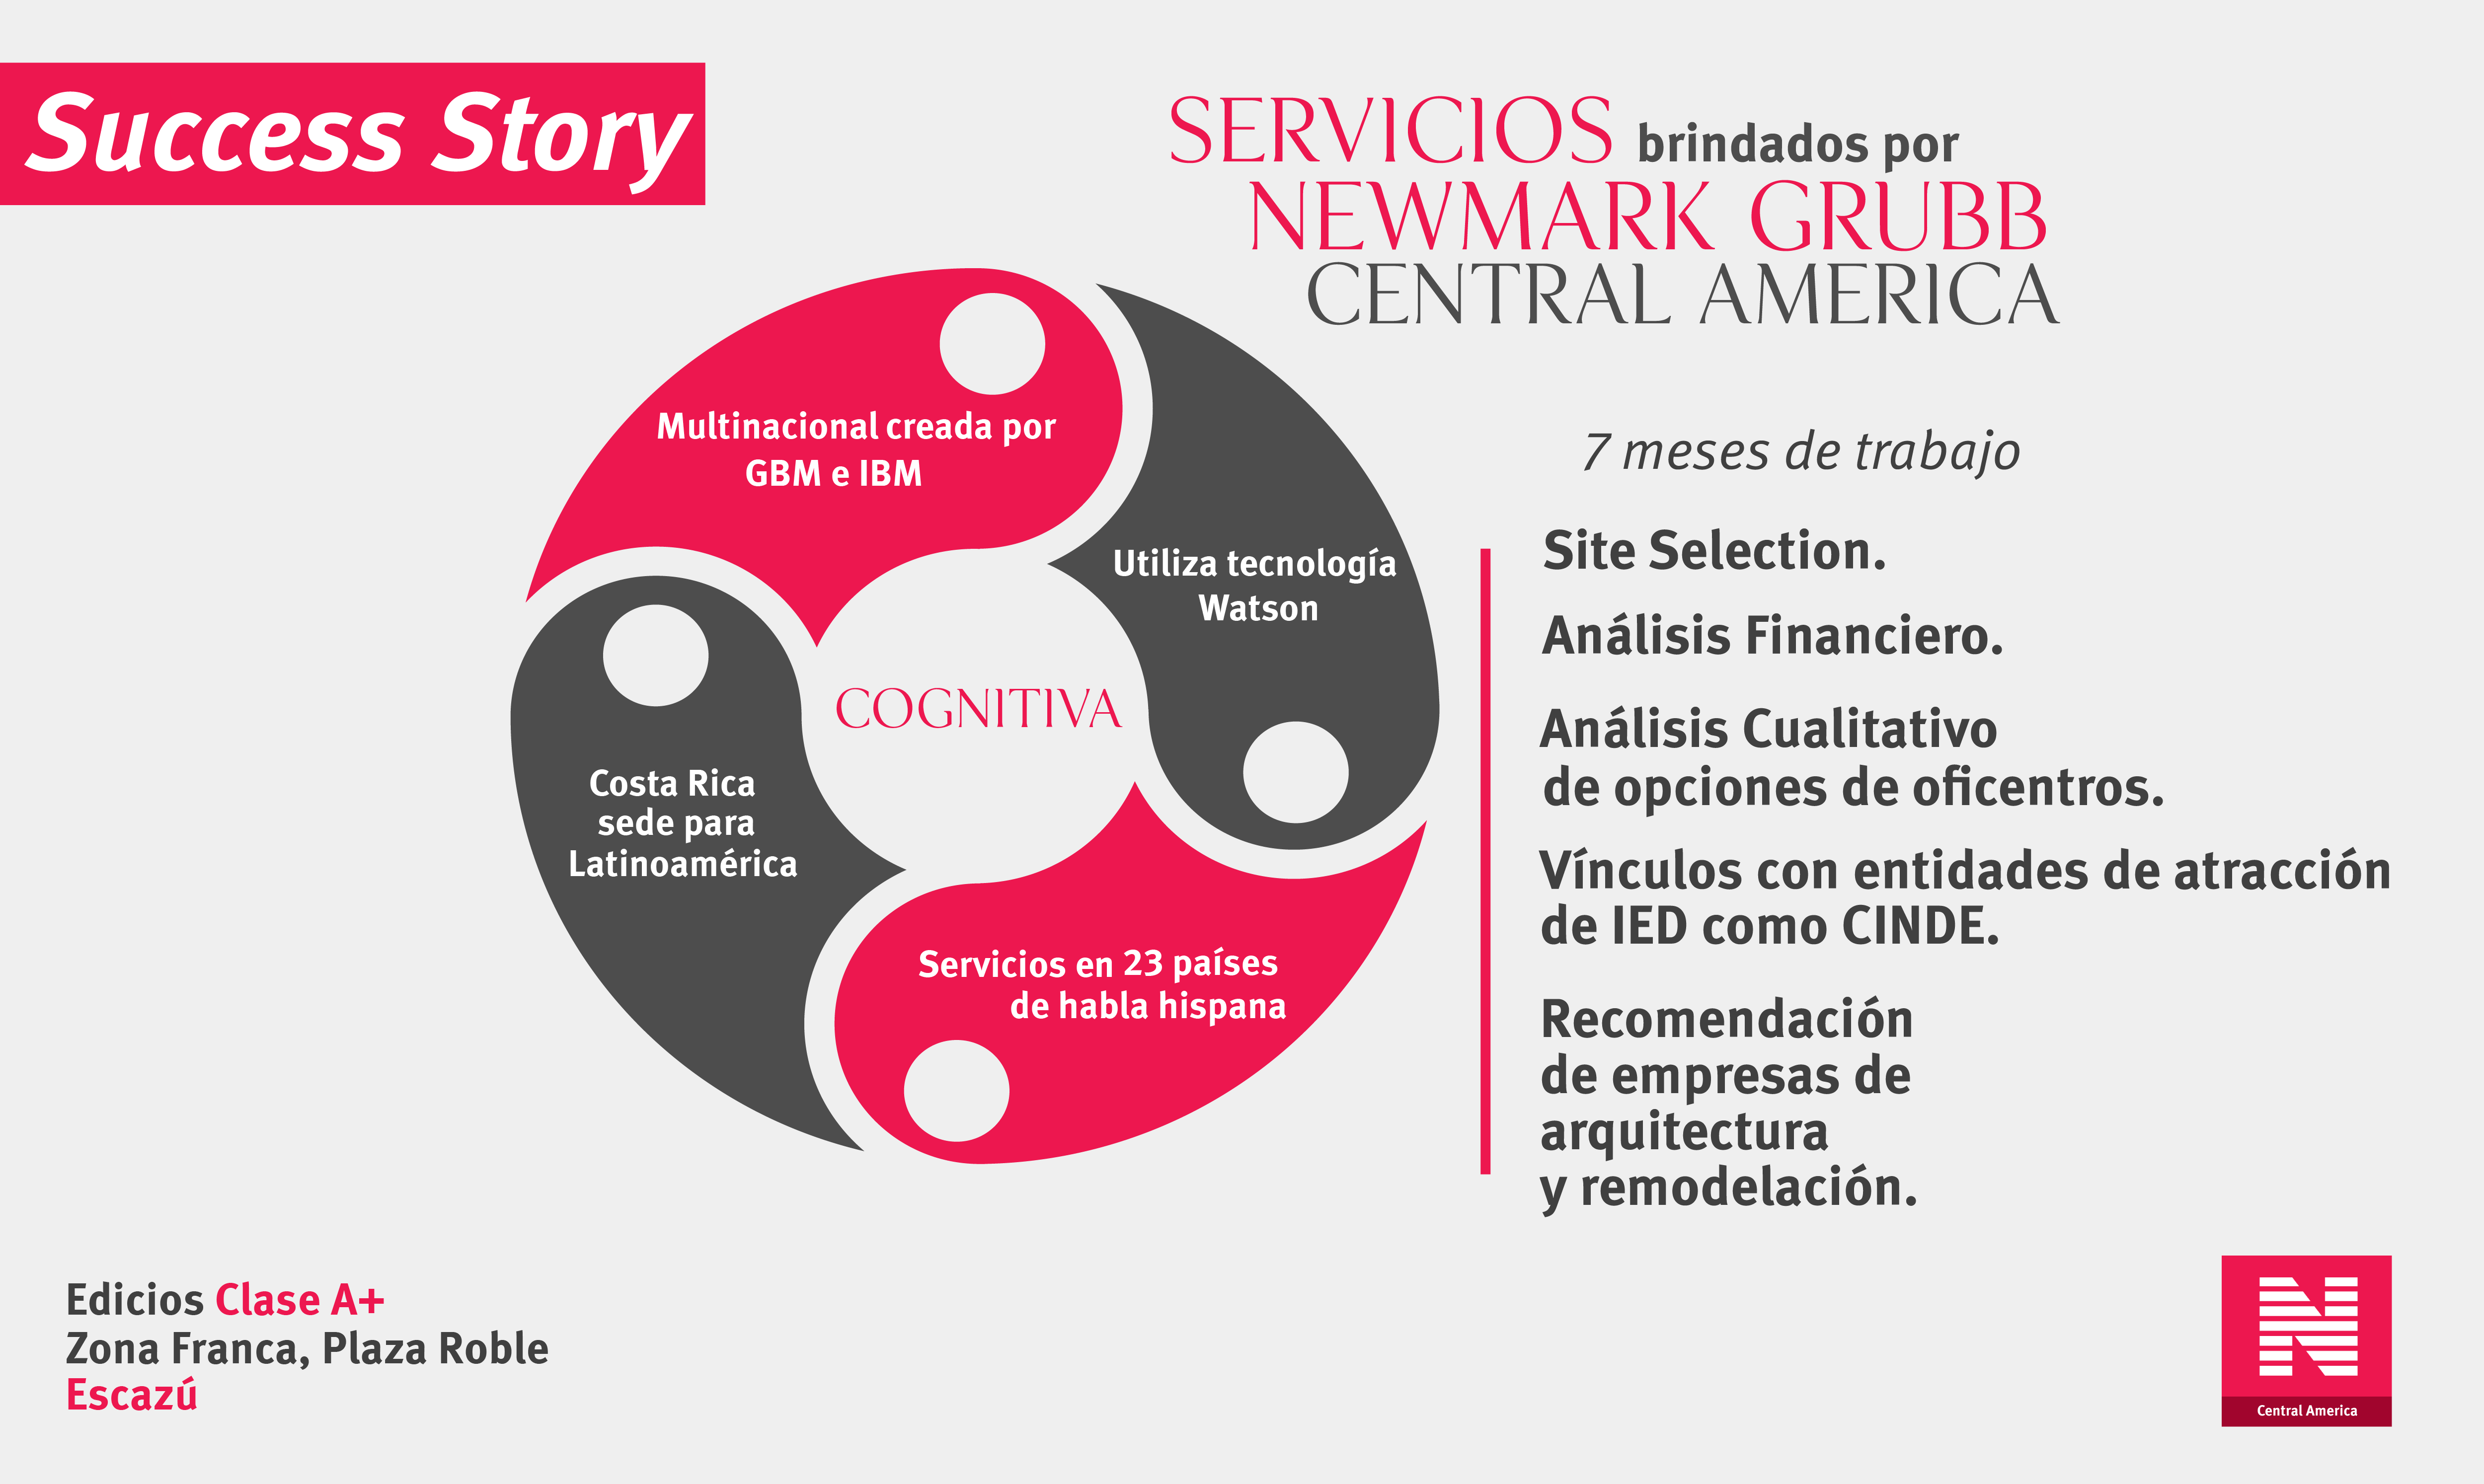 Success Story
SERVICIOS brindados por
NEWMARK GRUBB
CENTRAL AMERICA
Multinacional creada por
GBM e IBM
Utiliza tecnología
Watson
COGNITIVA
Costa Rica
sede para
Latinoamérica
Servicios en 23 países
de habla hispana
7 meses de trabajo
Site Selection.
Análisis Financiero.
Análisis Cualitativo
de opciones de oficentros.
Vínculos con entidades de atracción
de IED como CINDE.
Recomendación
de empresas de
arquitectura
y remodelación.
Edicios Clase A+
Zona Franca, Plaza Roble
Escazú
N
Central America